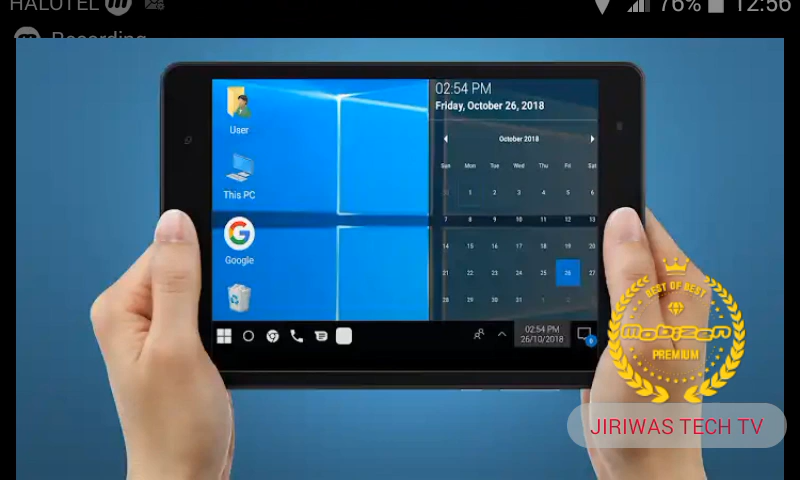 HALOTEL
76% 12:56
Recording
02:54 PM
Friday, October 26, 2018
October 2018
Sun Mon Tue Wed Thu Fri Sat
1 2 3 4 5 6
7 8 9 10 11 12 13
14 15 16 17 18 19 20
21 22 23 24 25 26 27
28 29 30 31 1 2
User
This PC
Google
02:54 PM
26/10/2018
BEST OF BEST
mobizen
PREMIUM
JIRIWAS TECH TV